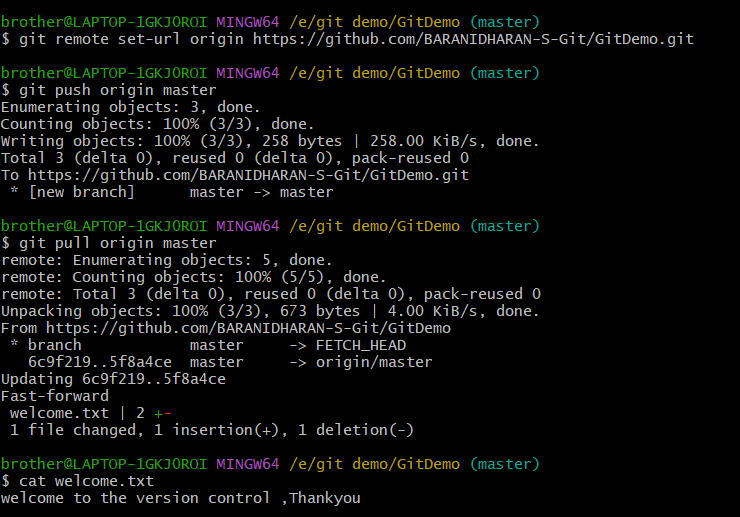 brother@LAPTOP-1GKJ0ROI MINGW64 /e/git demo/GitDemo (master)
$ git remote set-url origin https://github.com/BARANIDHARAN-S-Git/GitDemo.git
brother@LAPTOP-1GKJ0ROI MINGW64 /e/git demo/GitDemo (master)
$ git push origin master
Enumerating objects: 3, done.
Counting objects: 100% (3/3), done.
Writing objects: 100% (3/3), 258 bytes | 258.00 KiB/s, done.
Total 3 (delta 0), reused 0 (delta 0), pack-reused 0
To https://github.com/BARANIDHARAN-S-Git/GitDemo.git
 * [new branch]      master -> master
brother@LAPTOP-1GKJ0ROI MINGW64 /e/git demo/GitDemo (master)
$ git pull origin master
remote: Enumerating objects: 5, done.
remote: Counting objects: 100% (5/5), done.
remote: Total 3 (delta 0), reused 0 (delta 0), pack-reused 0
Unpacking objects: 100% (3/3), 673 bytes | 4.00 KiB/s, done.
From https://github.com/BARANIDHARAN-S-Git/GitDemo
 * branch            master     -> FETCH_HEAD
   6c9f219..5f8a4ce  master     -> origin/master
Updating 6c9f219..5f8a4ce
Fast-forward
 welcome.txt | 2 +-
 1 file changed, 1 insertion(+), 1 deletion(-)
brother@LAPTOP-1GKJ0ROI MINGW64 /e/git demo/GitDemo (master)
$ cat welcome.txt
welcome to the version control ,Thankyou